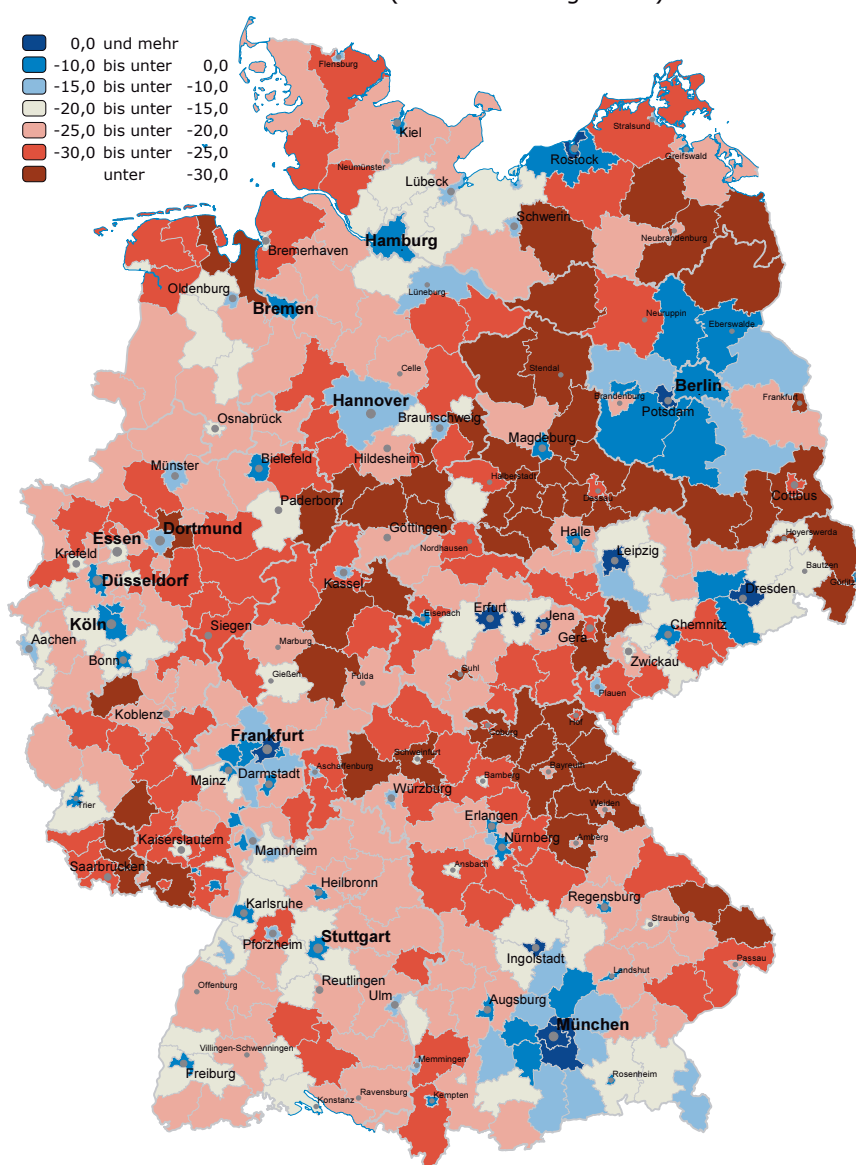 0,0 und mehr
-10,0 bis unter 0,0
-15,0 bis unter -10,0
-20,0 bis unter -15,0
-25,0 bis unter -20,0
-30,0 bis unter -25,0
unter -30,0
Flensburg
Kiel
Stralsund
Rostock
Greifswald
Neumünster
Lübeck
Schwerin
Hamburg
Neubrandenburg
Bremerhaven
Oldenburg
Lüneburg
Bremen
Neuruppin
Eberswalde
Celle
Stendal
Berlin
Hannover
Brandenburg
Frankfurt
Potsdam
Osnabrück
Braunschweig
Magdeburg
Bielefeld
Hildesheim
Münster
Halberstadt
Cottbus
Paderborn
Dessau
Dortmund
Göttingen
Halle
Hoyerswerda
Essen
Nordhausen
Leipzig
Krefeld
Bautzen
Düsseldorf
Kassel
Görlitz
Dresden
Eisenach
Erfurt
Jena
Köln
Chemnitz
Siegen
Gera
Aachen
Marburg
Zwickau
Bonn
Gießen
Fulda
Suhl
Plauen
Koblenz
Hof
Frankfurt
Coburg
Schweinfurt
Aschaffenburg
Bayreuth
Mainz
Darmstadt
Bamberg
Würzburg
Trier
Weiden
Erlangen
Kaiserslautern
Nürnberg
Amberg
Mannheim
Saarbrücken
Ansbach
Heilbronn
Regensburg
Karlsruhe
Straubing
Stuttgart
Pforzheim
Ingolstadt
Passau
Landshut
Offenburg
Reutlingen
Ulm
Augsburg
München
Villingen-Schwenningen
Memmingen
Freiburg
Rosenheim
Ravensburg
Kempten
Konstanz